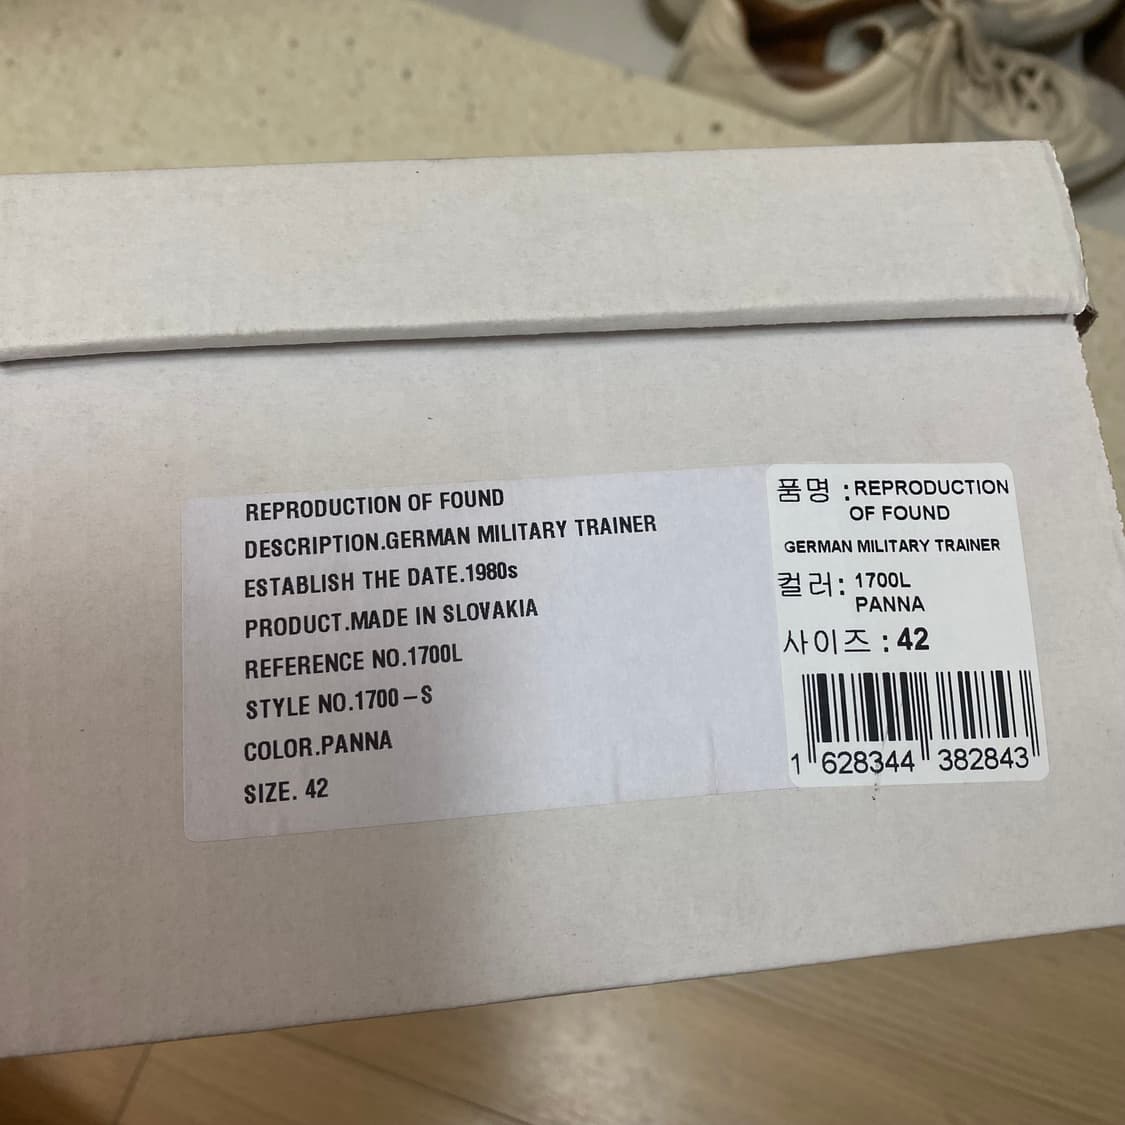 REPRODUCTION OF FOUND
DESCRIPTION.GERMAN MILITARY TRAINER
ESTABLISH THE DATE.1980s
PRODUCT.MADE IN SLOVAKIA
REFERENCE NO.1700L
STYLE NO.1700-S
COLOR.PANNA
SIZE. 42
품명 : REPRODUCTION
OF FOUND
GERMAN MILITARY TRAINER
컬러: 1700L
PANNA
사이즈 : 42
1 628344 382843